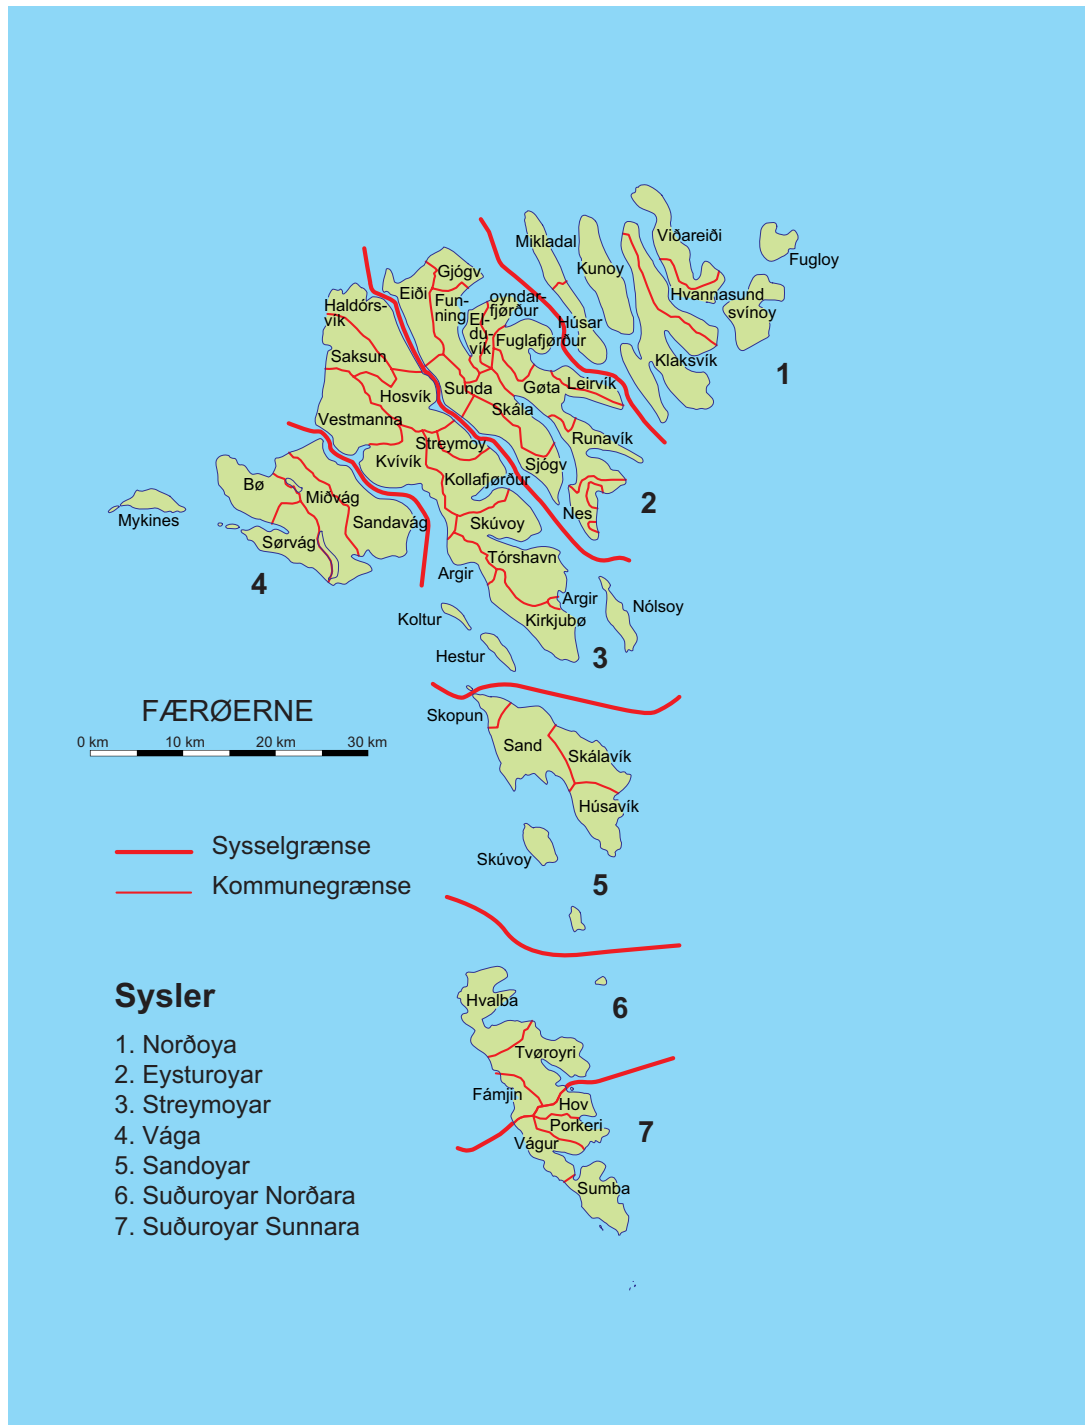 Viðareiði
Mikladal
Fugloy
Kunoy
Gjógv
Eiði
Hvannasund
svínoy
Haldórs-
vík
Fun-
ning
oyndar-
fjørður
El-
du-
vík
Húsar
Fuglafjørður
Saksun
Klaksvík
1
Hosvík
Sunda
Gøta
Leirvík
Skála
Vestmanna
Streymoy
Runavík
Kvívík
Sjógv
Kollafjørður
Bø
Miðvág
Nes
2
Mykines
Sandavág
Skúvoy
Sørvág
Tórshavn
4
Argir
Argir
Nólsoy
Koltur
Kirkjubø
Hestur
3
FÆRØERNE
0 km
10 km
20 km
30 km
Skopun
Sand
Skálavík
Húsavík
Sysselgrænse
Skúvoy
Kommunegrænse
5
Hvalba
6
Tvøroyri
Fámjin
Hov
Porkeri
7
Vágur
Sumba
Sysler
1. Norðoya
2. Eysturoyar
3. Streymoyar
4. Vága
5. Sandoyar
6. Suðuroyar Norðara
7. Suðuroyar Sunnara